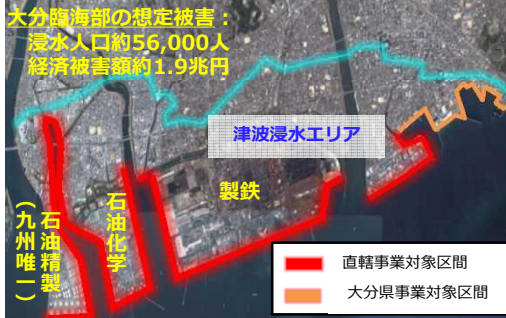 大分臨海部の想定被害：
浸水人口約56,000人
経済被害額約1.9兆円
津波浸水エリア
製鉄
石油化学
石油精製
（九州唯一）
直轄事業対象区間
大分県事業対象区間